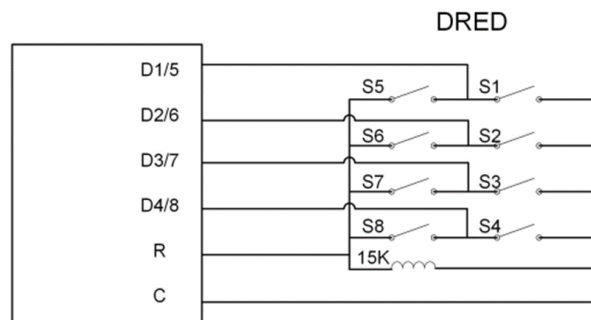 DRED
D1/5
S5 S1
D2/6
S6 S2
D3/7
S7 S3
D4/8
S8 S4
R
15K
C